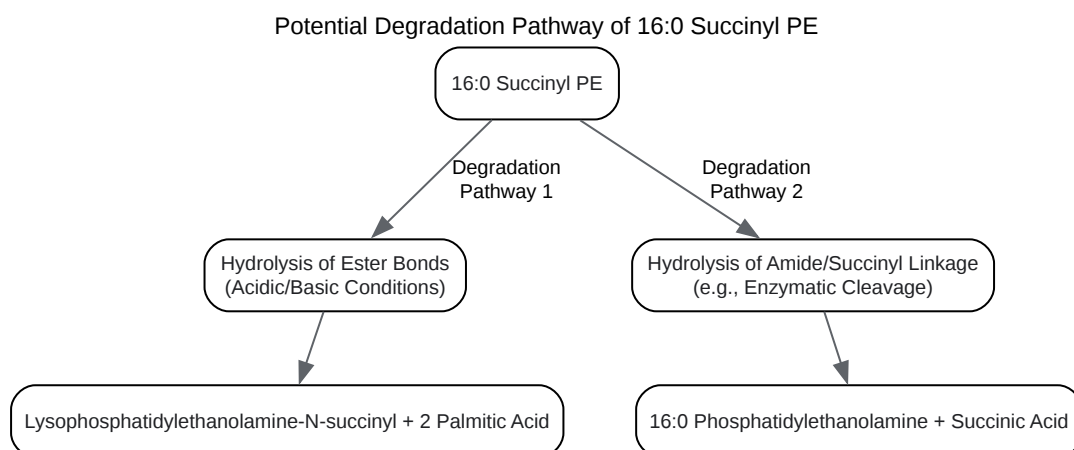 Potential Degradation Pathway of 16:0 Succinyl PE
16:0 Succinyl PE
Degradation
Pathway 1
Degradation
Pathway 2
Hydrolysis of Ester Bonds
(Acidic/Basic Conditions)
Hydrolysis of Amide/Succinyl Linkage
(e.g., Enzymatic Cleavage)
Lysophosphatidylethanolamine-N-succinyl + 2 Palmitic Acid
16:0 Phosphatidylethanolamine + Succinic Acid